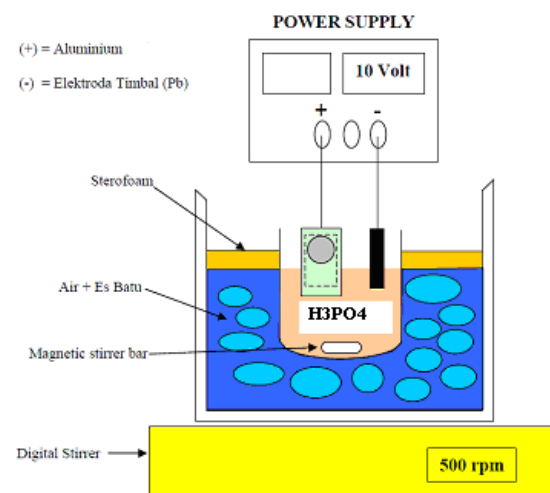 POWER SUPPLY
(+) = Aluminium
(-) = Elektroda Timbal (Pb)
10 Volt
+ -
Sterofoam
Air + Es Batu
H3PO4
Magnetic stirrer bar
Digital Stirrer
500 rpm